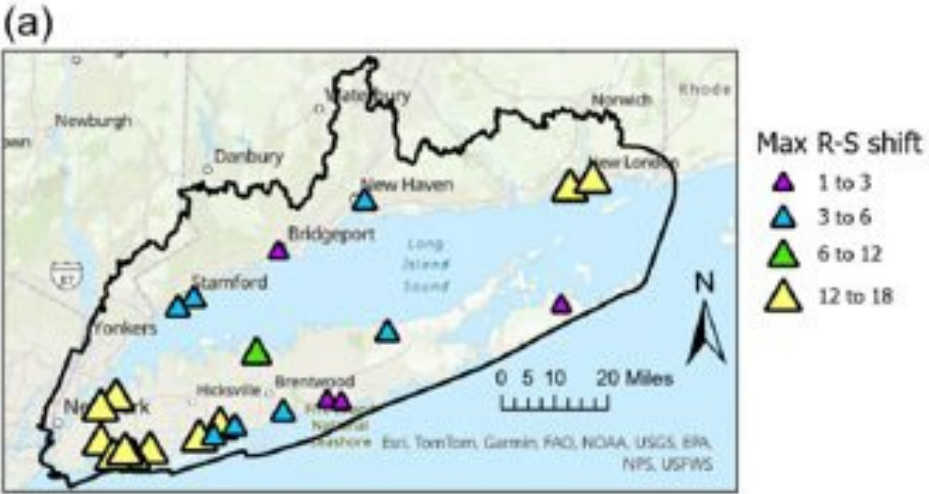 (a)
Waterbury
Norwich
Rhode
Newburgh
own
Danbury
New London
New Haven
Bridgeport
Long
Island
Sound
Stamford
Yonkers
Hicksville
Brentwood
National
Seashore
Max R-S shift
1 to 3
3 to 6
6 to 12
12 to 18
N
0 5 10 20 Miles
Esri, TomTom, Garmin, FAO, NOAA, USGS, EPA,
NPS, USFWS